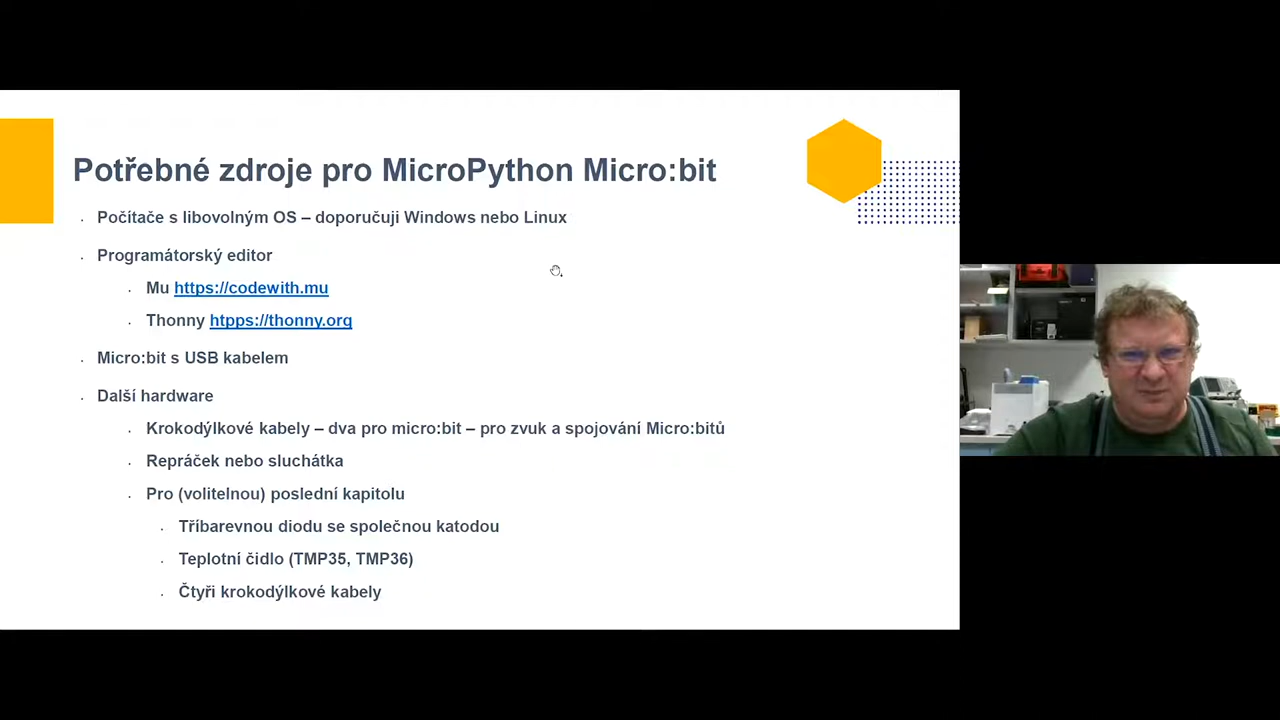 Potřebné zdroje pro MicroPython Micro:bit
Počítače s libovolným OS – doporučuji Windows nebo Linux
Programátorský editor
Mu https://codewith.mu
Thonny htpps://thonny.org
Micro:bit s USB kabelem
Další hardware
Krokodýlkové kabely – dva pro micro:bit – pro zvuk a spojování Micro:bitů
Repráček nebo sluchátka
Pro (volitelnou) poslední kapitolu
Tříbarevnou diodu se společnou katodou
Teplotní čidlo (TMP35, TMP36)
Čtyři krokodýlkové kabely